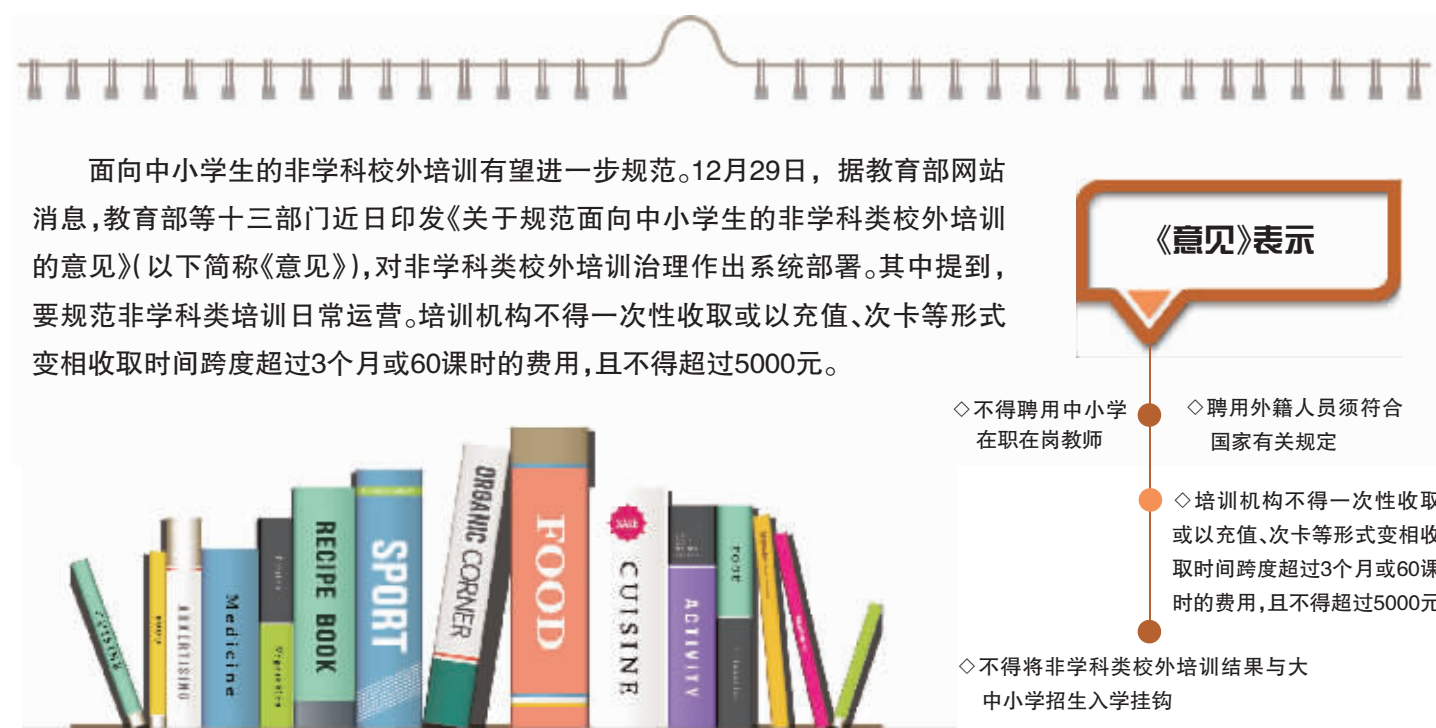 面向中小学生的非学科校外培训有望进一步规范。12月29日，据教育部网站
消息,教育部等十三部门近日印发《关于规范面向中小学生的非学科类校外培训
的意见》(以下简称《意见》),对非学科类校外培训治理作出系统部署。其中提到,
要规范非学科类培训日常运营。培训机构不得一次性收取或以充值、次卡等形式
变相收取时间跨度超过3个月或60课时的费用,且不得超过5000元。
《意见》表示
◇不得聘用中小学
在职在岗教师
◇聘用外籍人员须符合
国家有关规定
◇培训机构不得一次性收取
或以充值、次卡等形式变相收
取时间跨度超过3个月或60课
时的费用,且不得超过5000元
◇不得将非学科类校外培训结果与大
中小学招生入学挂钩
ADVERTISING
Medicine
RECIPE BOOK
SPORT
ORGANIC CORNER
FOOD
SALE
CUISINE
ACTIVITY